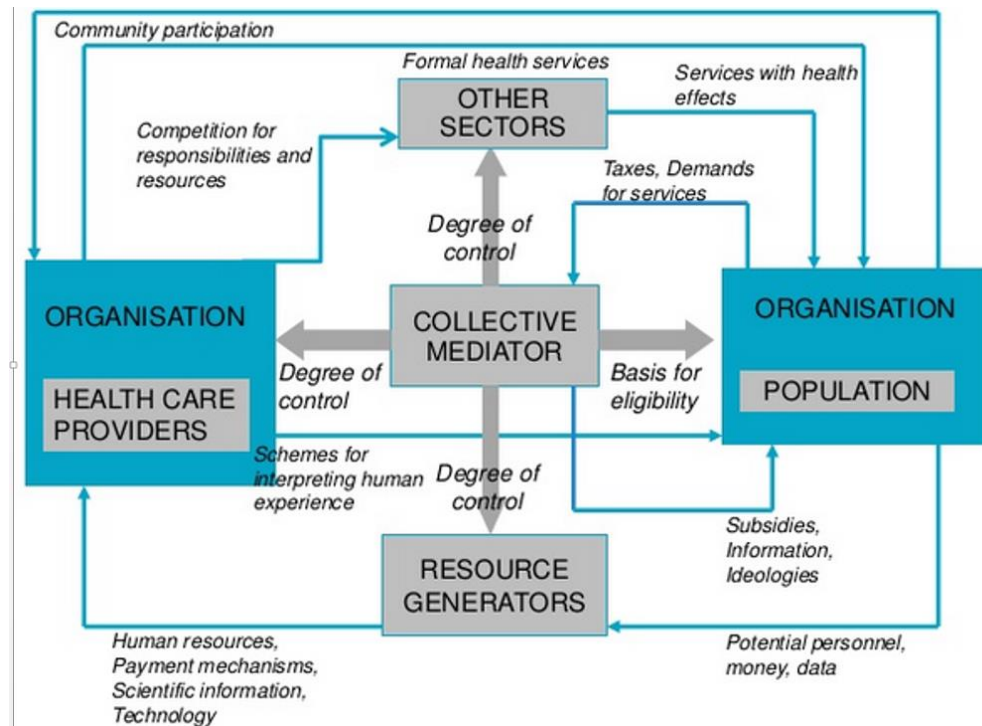 Community participation
Formal health services
OTHER
SECTORS
Services with health
effects
Competition for
responsibilities and
resources
Taxes, Demands
for services
Degree of
control
ORGANISATION
HEALTH CARE
PROVIDERS
COLLECTIVE
MEDIATOR
ORGANISATION
POPULATION
Degree of
control
Basis for
eligibility
Schemes for
interpreting human
experience
Degree of
control
Subsidies,
Information,
Ideologies
RESOURCE
GENERATORS
Human resources,
Payment mechanisms,
Scientific information,
Technology
Potential personnel,
money, data